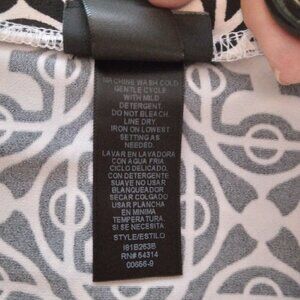 MACHINE WASH COLD
GENTLE CYCLE
WITH MILD
DETERGENT.
DO NOT BLEACH.
LINE DRY.
IRON ON LOWEST
SETTING AS
NEEDED.
LAVAR EN LAVADORA
CON AGUA FRIA
CICLO DELICADO,
CON DETERGENTE
SUAVE NO USAR
BLANQUEADOR
SECAR COLGADO
USAR PLANCHA
EN MINIMA
TEMPERATURA,
SI SE NECESITA.
STYLE/ESTILO
I81B263B
RN# 54314
00656-9